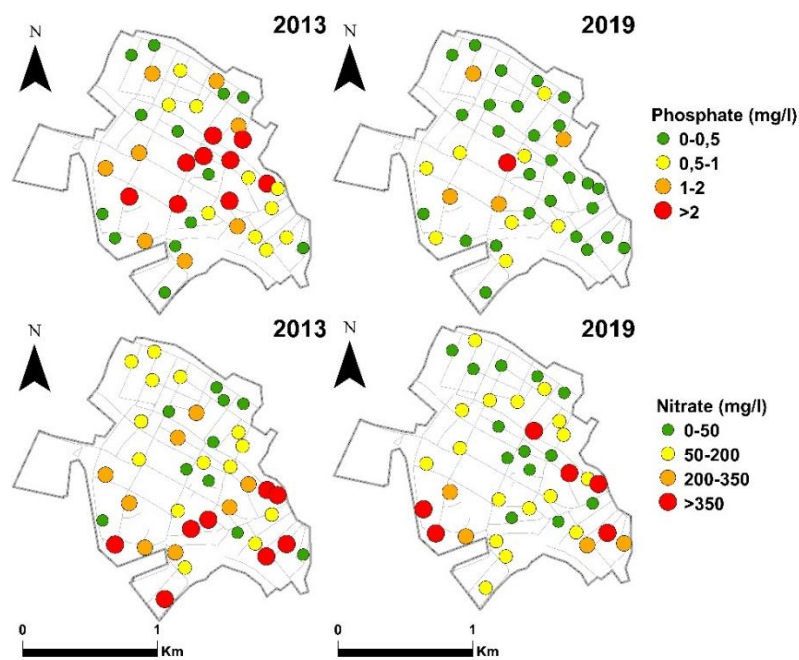 N
2013
N
2019
Phosphate (mg/l)
0-0,5
0,5-1
1-2
>2
N
2013
N
2019
Nitrate (mg/l)
0-50
50-200
200-350
>350
0 1
Km
0 1
Km